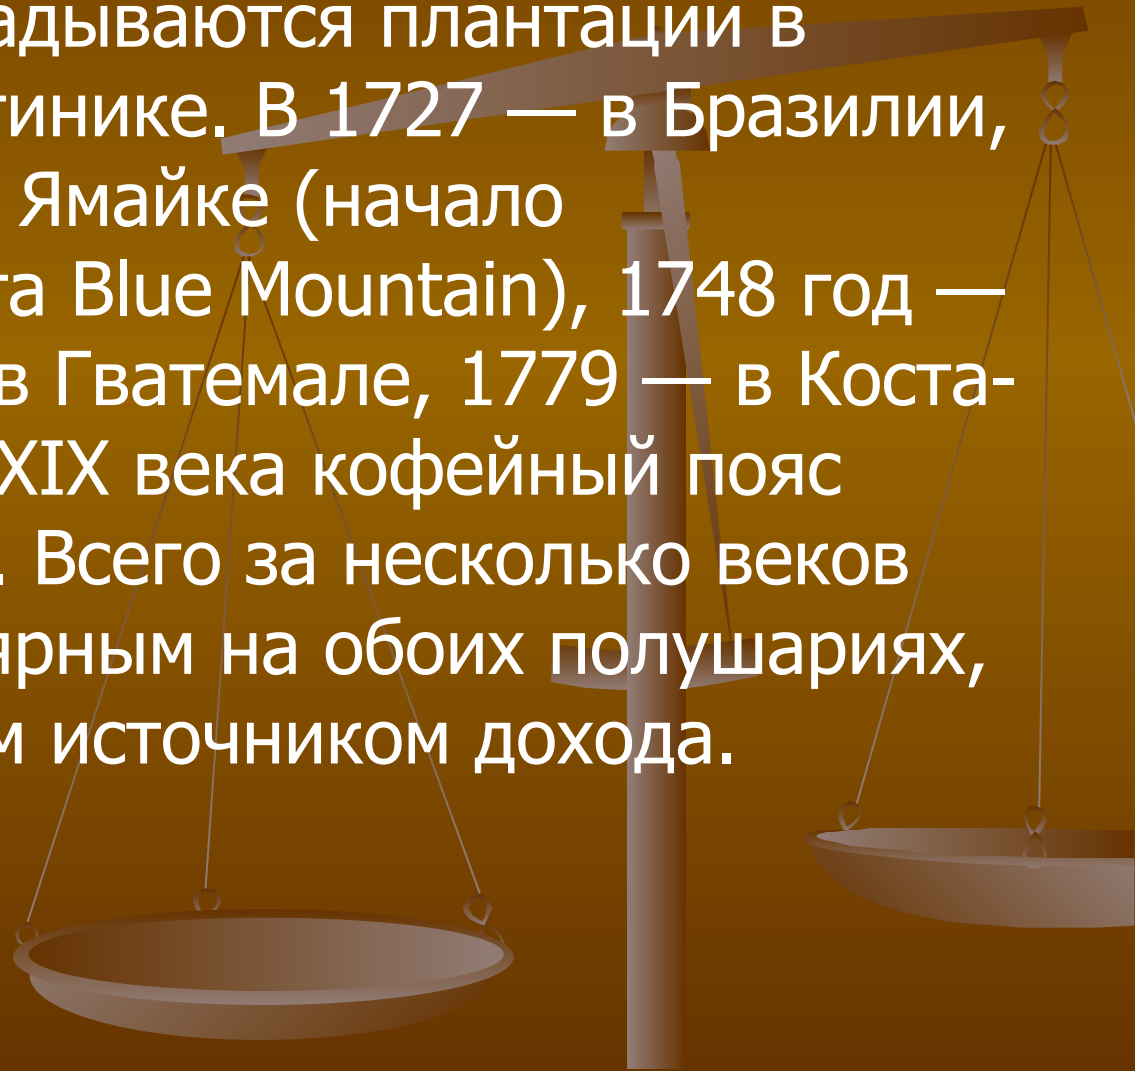 адываются плантации в
тинике. В 1727 — в Бразилии,
Ямайке (начало
та Blue Mountain), 1748 год —
в Гватемале, 1779 — в Коста-
XIX века кофейный пояс
. Всего за несколько веков
ярным на обоих полушариях,
м источником дохода.